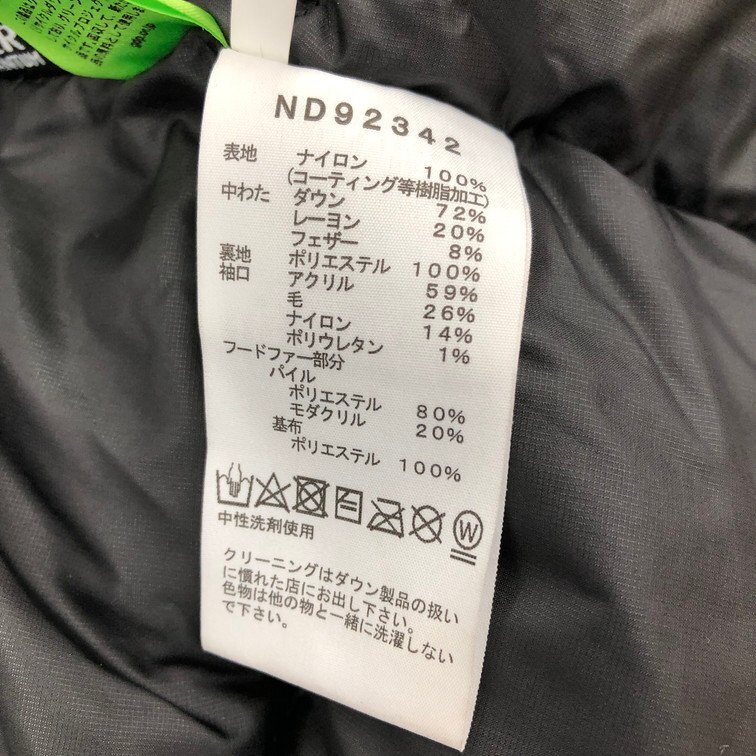 ND92342
表地 ナイロン 100%
(コーティング等樹脂加工)
中わた ダウン 72%
レーヨン 20%
フェザー 8%
裏地 ポリエステル 100%
袖口 アクリル 59%
毛 26%
ナイロン 14%
ポリウレタン 1%
フードファー部分
パイル
ポリエステル 80%
モダクリル 20%
基布
ポリエステル 100%
W
中性洗剤使用
クリーニングはダウン製品の扱い
に慣れた店にお出し下さい。
色物は他の物と一緒に洗濯しない
で下さい。